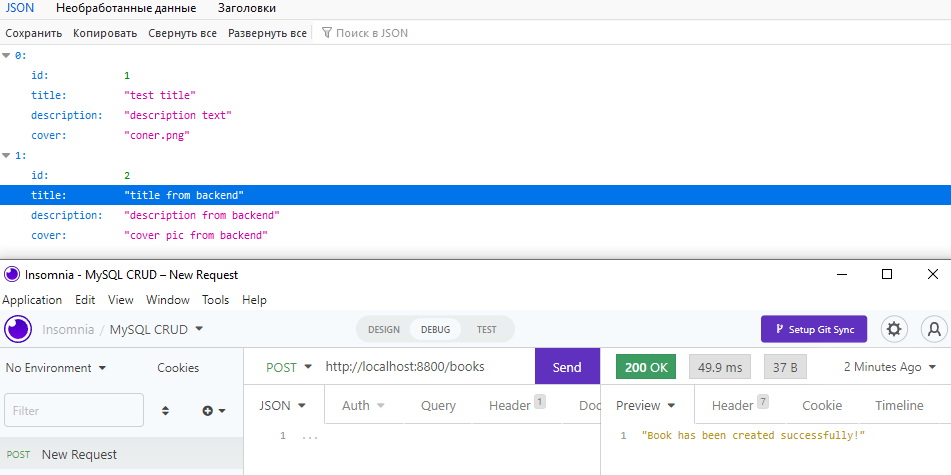 JSON Необработанные данные Заголовки
Сохранить Копировать Свернуть все Развернуть все Поиск в JSON
0:
id: 1
title: "test title"
description: "description text"
cover: "coner.png"
1:
id: 2
title: "title from backend"
description: "description from backend"
cover: "cover pic from backend"
Insomnia - MySQL CRUD – New Request
Application Edit View Window Tools Help
Insomnia / MySQL CRUD DESIGN DEBUG TEST Setup Git Sync
No Environment Cookies POST http://localhost:8800/books Send 200 OK 49.9 ms 37 B 2 Minutes Ago
Filter JSON Auth Query Header 1 Doc Preview Header 7 Cookie Timeline
1 ... 1 "Book has been created successfully!"
POST New Request